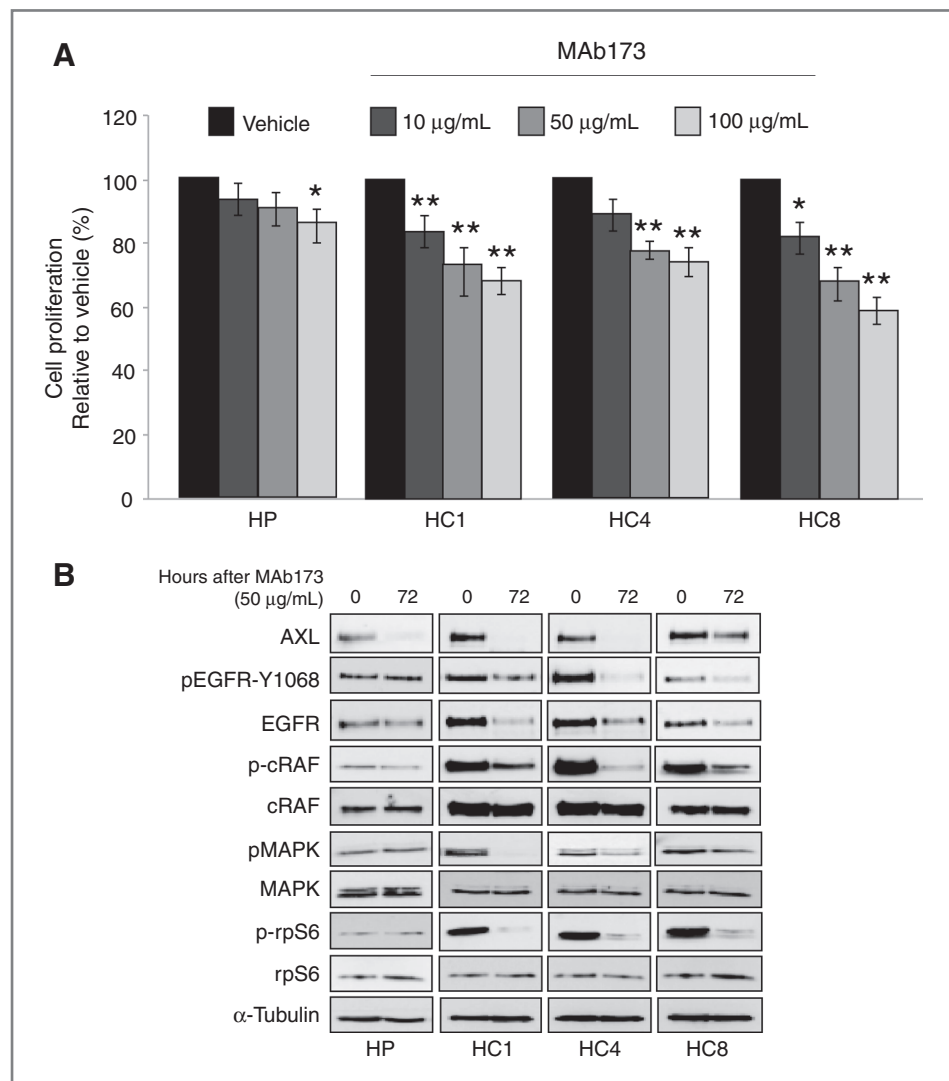 A
MAb173
Vehicle 10 µg/mL 50 µg/mL 100 µg/mL
Cell proliferation
Relative to vehicle (%)
120
100
80
60
40
20
0
*
** ** **
** **
* ** **
HP HC1 HC4 HC8
B
Hours after MAb173
(50 µg/mL)
0 72 0 72 0 72 0 72
AXL
pEGFR-Y1068
EGFR
p-cRAF
cRAF
pMAPK
MAPK
p-rpS6
rpS6
α-Tubulin
HP HC1 HC4 HC8